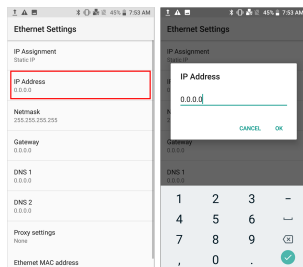 45% 7:53 AM
Ethernet Settings
IP Assignment
Static IP
IP Address
0.0.0.0
Netmask
255.255.255.255
Gateway
0.0.0.0
DNS 1
0.0.0.0
DNS 2
0.0.0.0
Proxy settings
None
Ethernet MAC address
45% 7:53 AM
Ethernet Settings
IP Assignment
Static IP
IP Address
0.0.0.0
CANCEL OK
Gateway
0.0.0.0
DNS 1
0.0.0.0
1 2 3 -
4 5 6
7 8 9
, 0 .